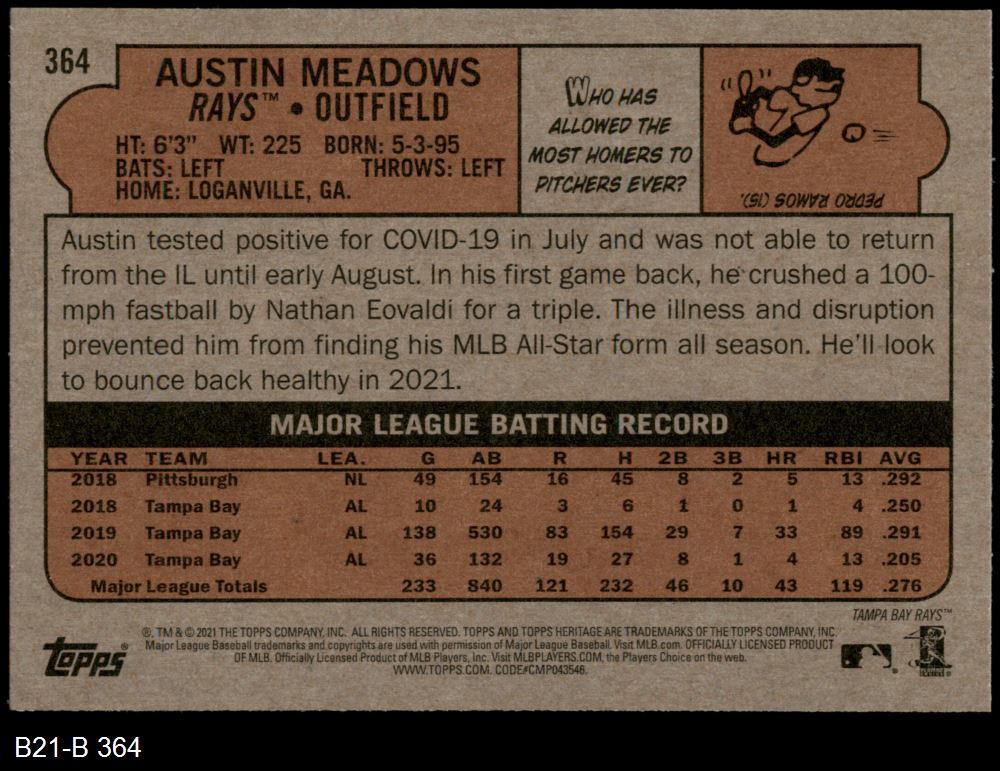 364
AUSTIN MEADOWS
RAYS™ • OUTFIELD
HT: 6'3" WT: 225 BORN: 5-3-95
BATS: LEFT THROWS: LEFT
HOME: LOGANVILLE, GA.
WHO HAS
ALLOWED THE
MOST HOMERS TO
PITCHERS EVER?
PEDRO RAMOS (15).
Austin tested positive for COVID-19 in July and was not able to return
from the IL until early August. In his first game back, he crushed a 100-
mph fastball by Nathan Eovaldi for a triple. The illness and disruption
prevented him from finding his MLB All-Star form all season. He'll look
to bounce back healthy in 2021.
MAJOR LEAGUE BATTING RECORD
YEAR TEAM LEA. G AB R H 2B 3B HR RBI AVG
2018 Pittsburgh NL 49 154 16 45 8 2 5 13 .292
2018 Tampa Bay AL 10 24 3 6 1 0 1 4 .250
2019 Tampa Bay AL 138 530 83 154 29 7 33 89 .291
2020 Tampa Bay AL 36 132 19 27 8 1 4 13 .205
Major League Totals 233 840 121 232 46 10 43 119 .276
TAMPA BAY RAYS™
topps®
®, TM & © 2021 THE TOPPS COMPANY, INC. ALL RIGHTS RESERVED. TOPPS AND TOPPS HERITAGE ARE TRADEMARKS OF THE TOPPS COMPANY, INC.
Major League Baseball trademarks and copyrights are used with permission of Major League Baseball. Visit MLB.com. OFFICIALLY LICENSED PRODUCT
OF MLB. Officially Licensed Product of MLB Players, Inc. Visit MLBPLAYERS.COM, the Players Choice on the web.
WWW.TOPPS.COM. CODE#CMP043546.
B21-B 364